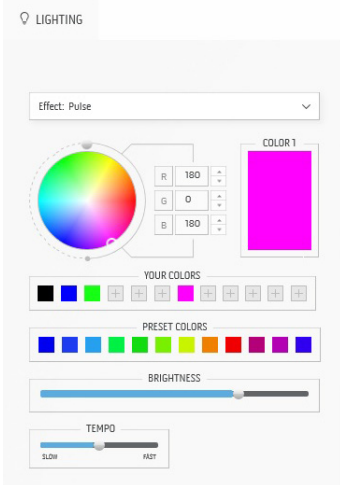 LIGHTING
Effect: Pulse
COLOR 1
R 180
G 0
B 180
YOUR COLORS
PRESET COLORS
BRIGHTNESS
TEMPO
SLOW FAST